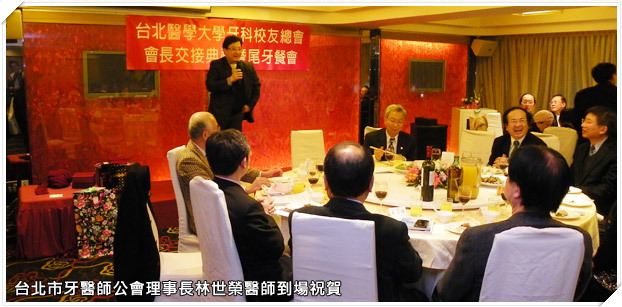 台北醫學大學牙科校友總會
會長交接典禮暨尾牙餐會
台北市牙醫師公會理事長林世榮醫師到場祝賀